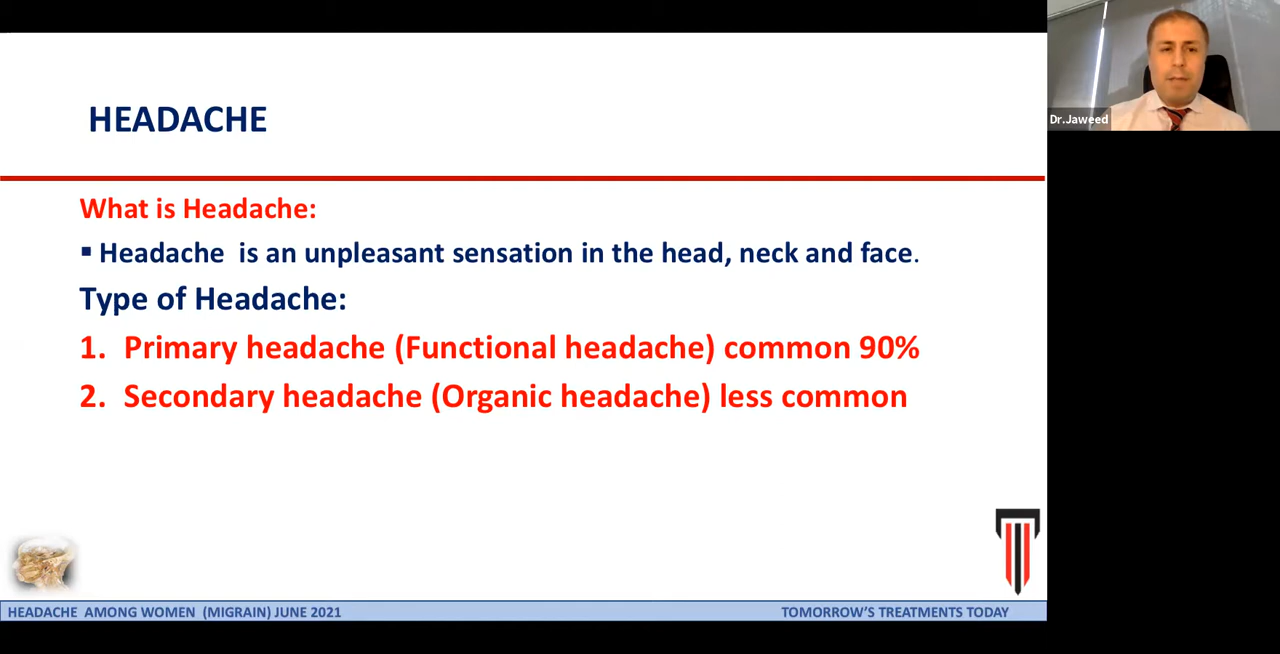 HEADACHE
What is Headache:
▪ Headache is an unpleasant sensation in the head, neck and face.
Type of Headache:
1. Primary headache (Functional headache) common 90%
2. Secondary headache (Organic headache) less common
HEADACHE AMONG WOMEN (MIGRAIN) JUNE 2021
TOMORROW'S TREATMENTS TODAY
Dr.Jaweed